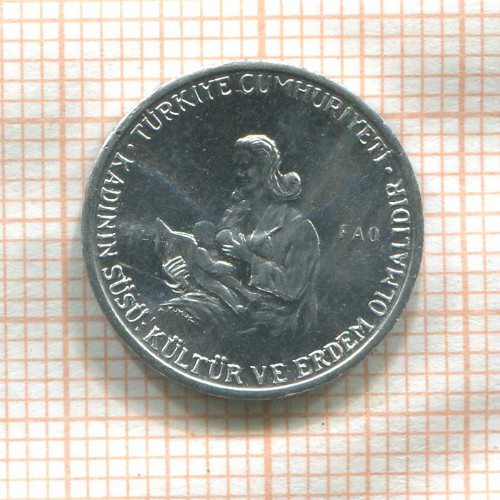 TÜRKİYE CUMHURİYETİ ·
KADININ SÜSÜ; KÜLTÜR VE ERDEM OLMALIDIR ·
FAO